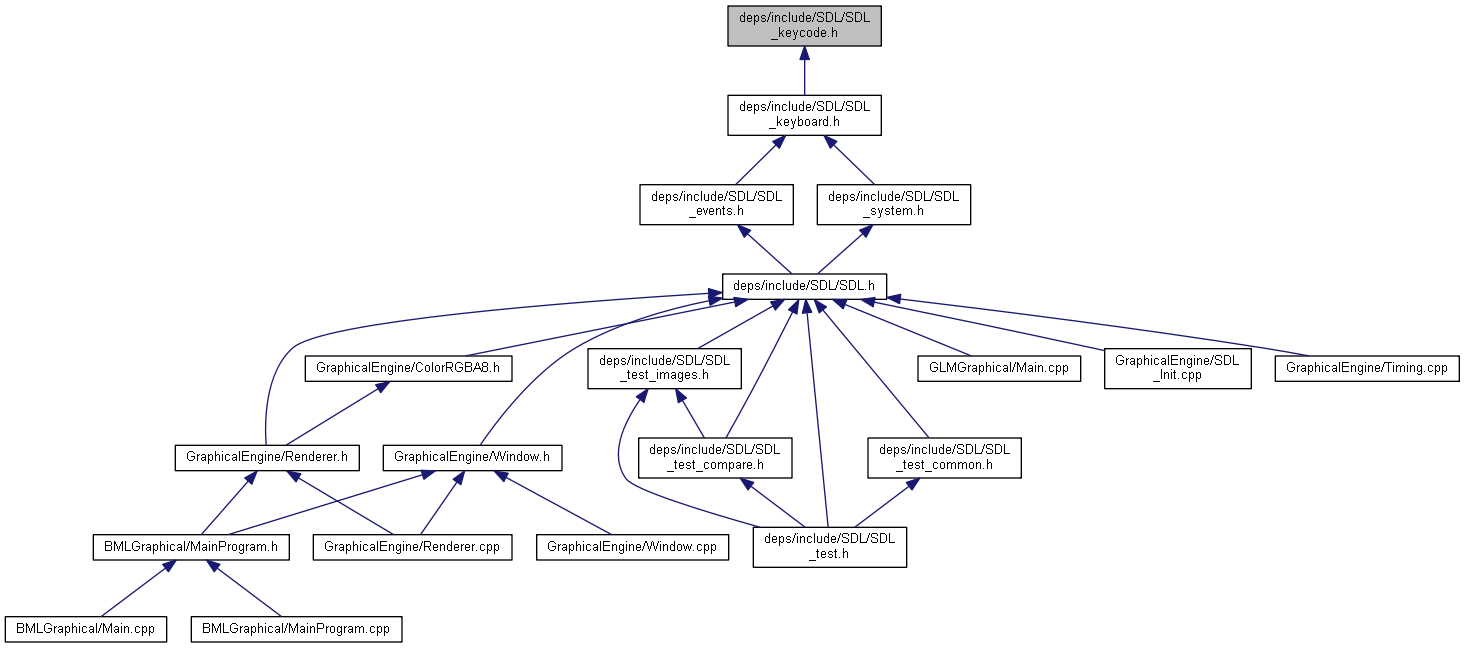 deps/include/SDL/SDL
_keycode.h
deps/include/SDL/SDL
_keyboard.h
deps/include/SDL/SDL
_events.h
deps/include/SDL/SDL
_system.h
deps/include/SDL/SDL.h
GraphicalEngine/ColorRGBA8.h
deps/include/SDL/SDL
_test_images.h
GLMGraphical/Main.cpp
GraphicalEngine/SDL
_Init.cpp
GraphicalEngine/Timing.cpp
GraphicalEngine/Renderer.h
GraphicalEngine/Window.h
deps/include/SDL/SDL
_test_compare.h
deps/include/SDL/SDL
_test_common.h
BMLGraphical/MainProgram.h
GraphicalEngine/Renderer.cpp
GraphicalEngine/Window.cpp
deps/include/SDL/SDL
_test.h
BMLGraphical/Main.cpp
BMLGraphical/MainProgram.cpp